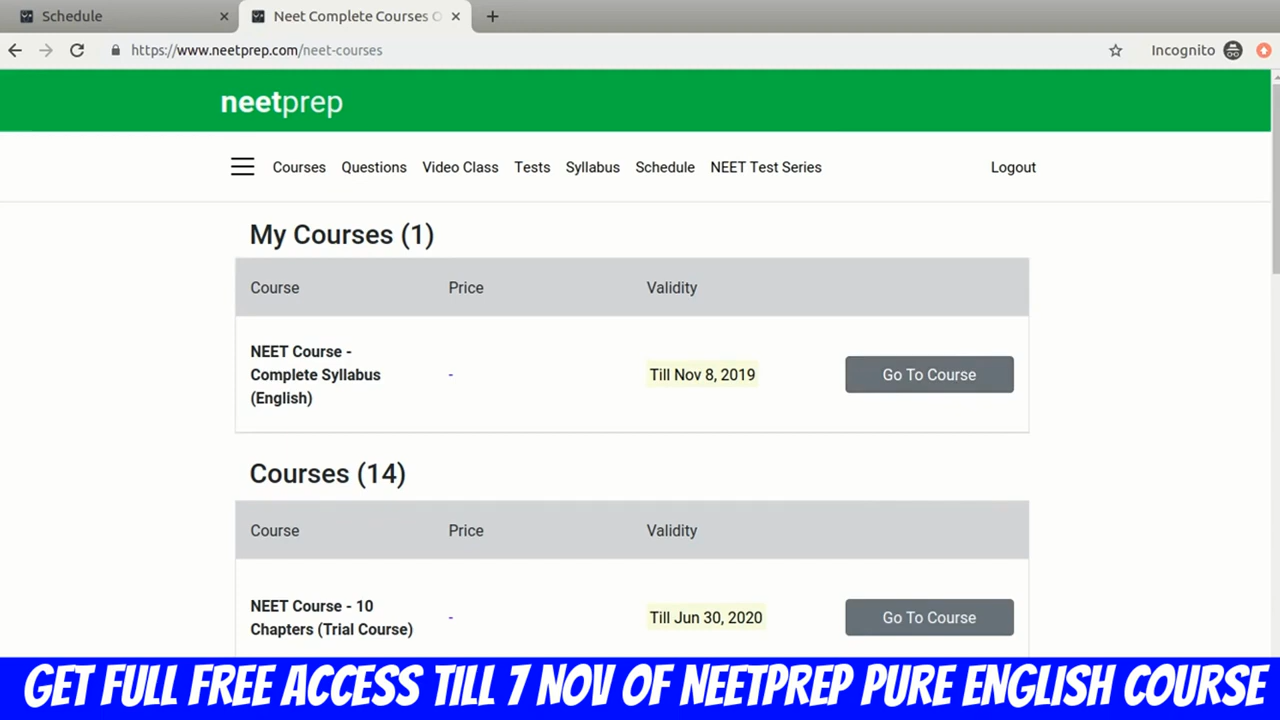 Schedule
Neet Complete Courses O
https://www.neetprep.com/neet-courses
Incognito
neetprep
Courses Questions Video Class Tests Syllabus Schedule NEET Test Series Logout
My Courses (1)
Course Price Validity
NEET Course -
Complete Syllabus
(English)
-
Till Nov 8, 2019
Go To Course
Courses (14)
Course Price Validity
NEET Course - 10
Chapters (Trial Course)
-
Till Jun 30, 2020
Go To Course
GET FULL FREE ACCESS TILL 7 NOV OF NEETPREP PURE ENGLISH COURSE